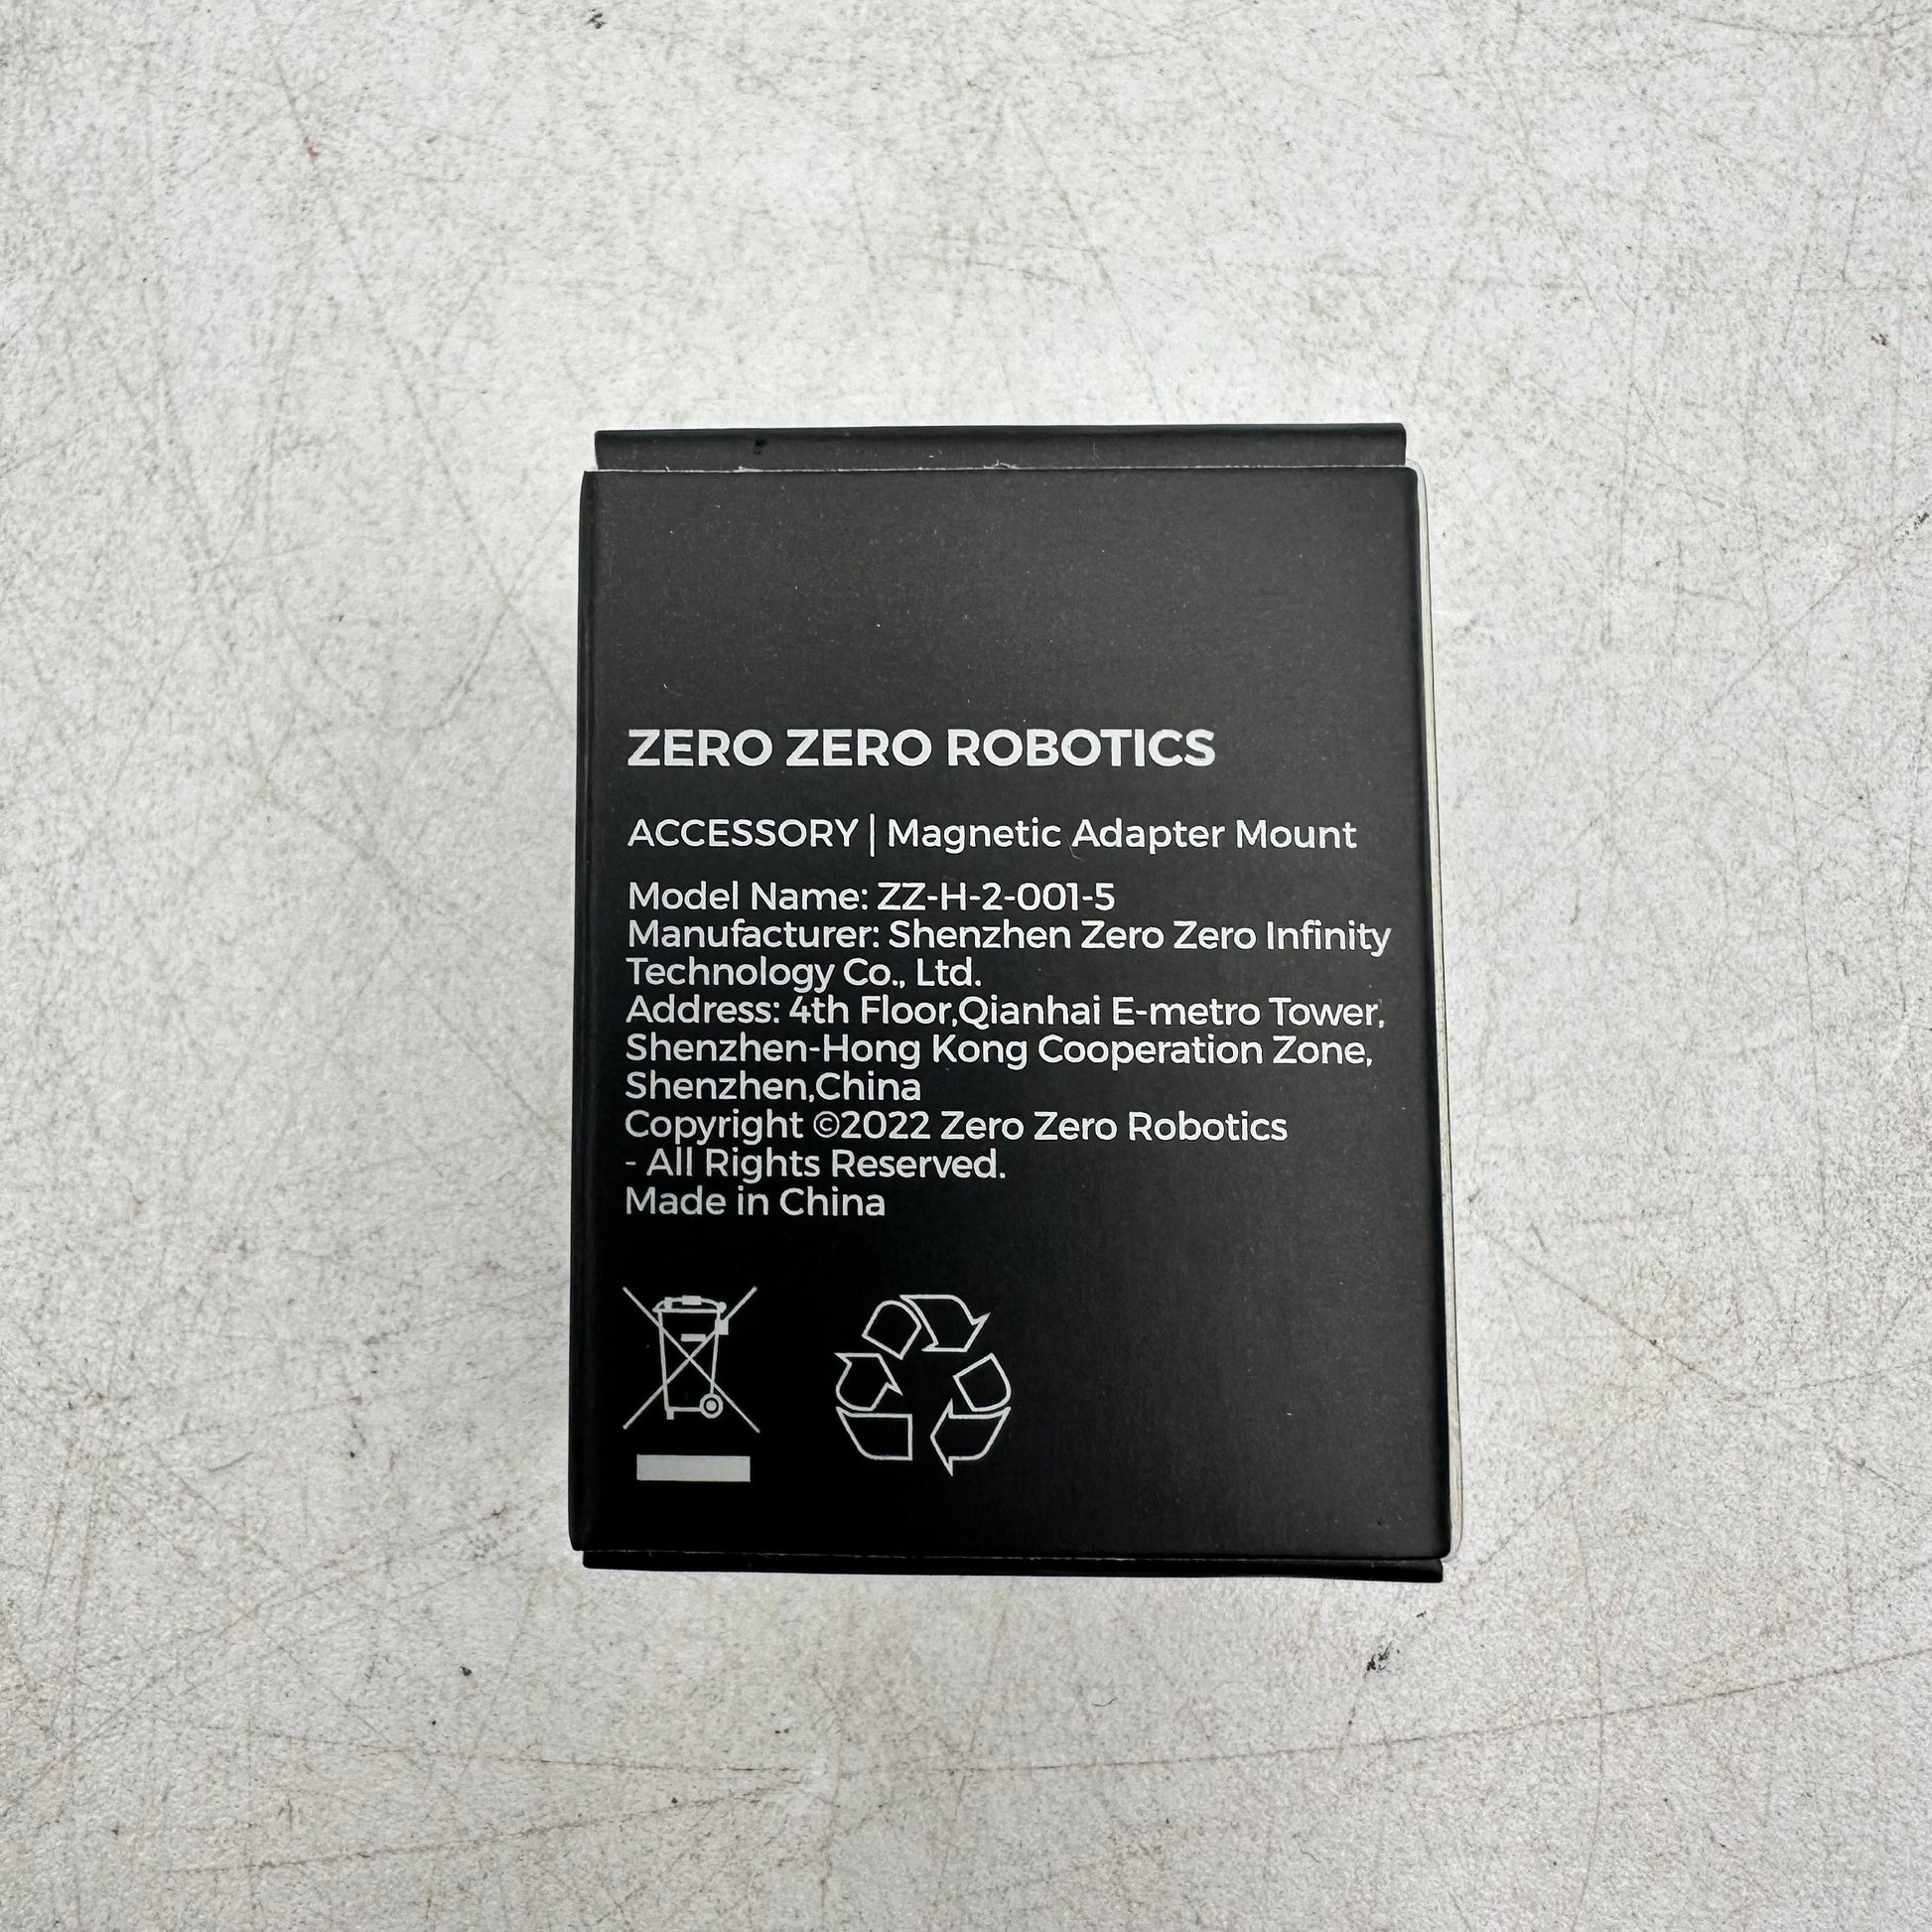 ZERO ZERO ROBOTICS
ACCESSORY | Magnetic Adapter Mount
Model Name: ZZ-H-2-001-5
Manufacturer: Shenzhen Zero Zero Infinity
Technology Co., Ltd.
Address: 4th Floor,Qianhai E-metro Tower,
Shenzhen-Hong Kong Cooperation Zone,
Shenzhen,China
Copyright ©2022 Zero Zero Robotics
- All Rights Reserved.
Made in China